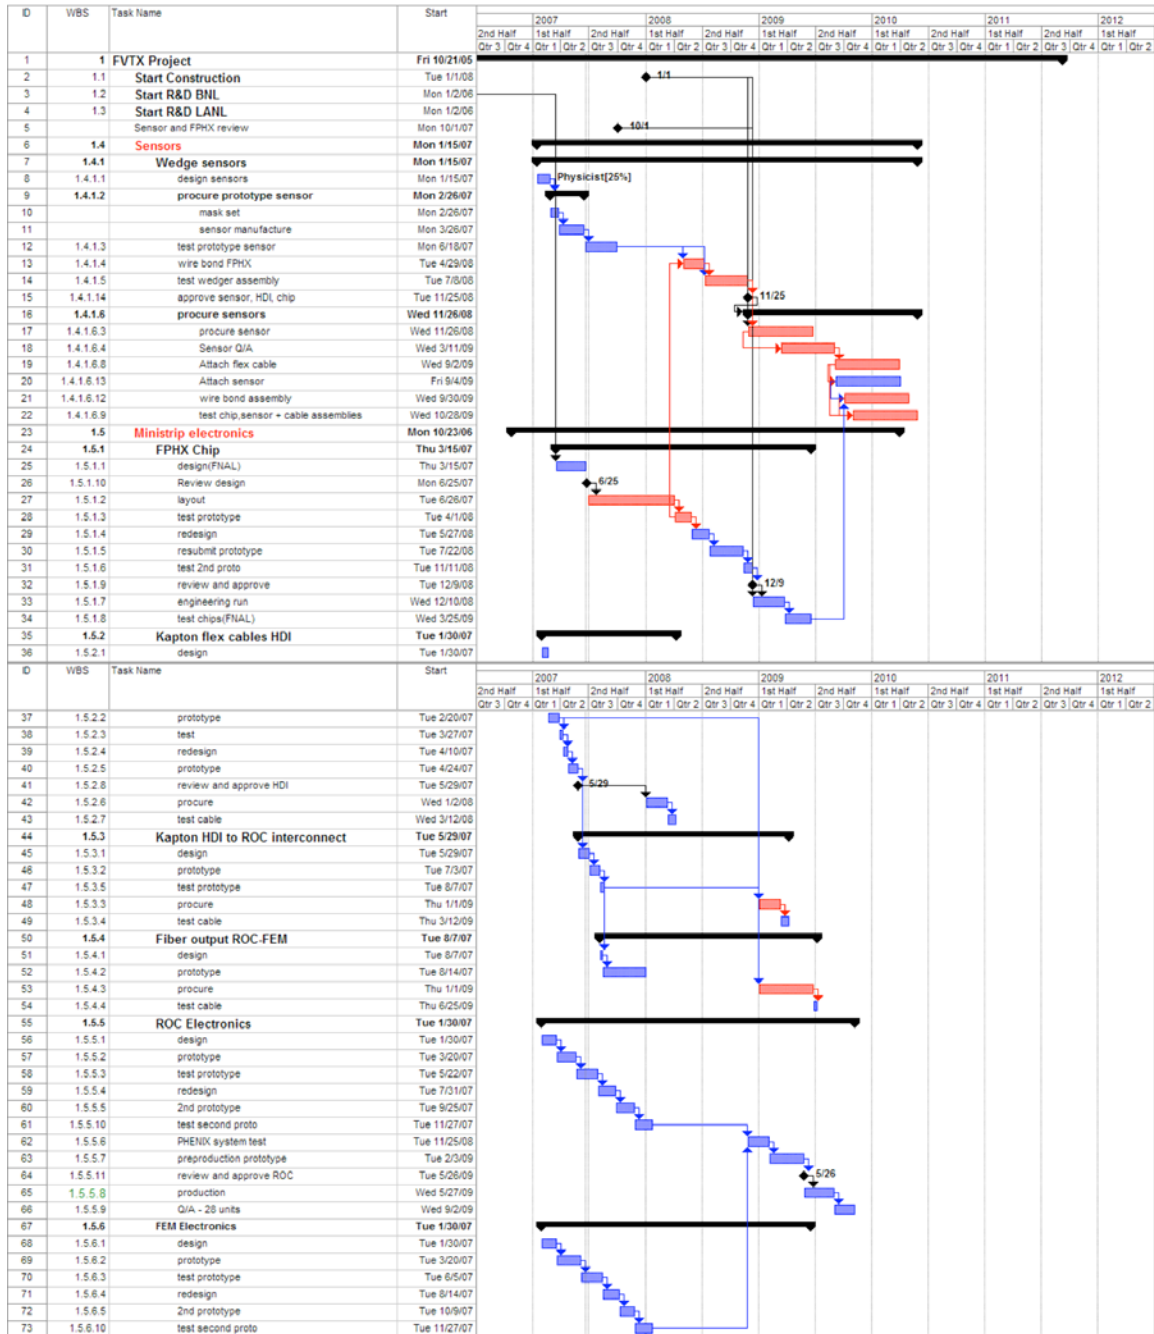 ID WBS Task Name Start
2007 2008 2009 2010 2011 2012
2nd Half 1st Half 2nd Half 1st Half 2nd Half 1st Half 2nd Half 1st Half 2nd Half 1st Half 2nd Half 1st Half
Qtr 3 Qtr 4 Qtr 1 Qtr 2 Qtr 3 Qtr 4 Qtr 1 Qtr 2 Qtr 3 Qtr 4 Qtr 1 Qtr 2 Qtr 3 Qtr 4 Qtr 1 Qtr 2 Qtr 3 Qtr 4 Qtr 1 Qtr 2 Qtr 3 Qtr 4 Qtr 1 Qtr 2
1 1 FVTX Project Fri 10/21/05
2 1.1 Start Construction Tue 1/1/08 1/1
3 1.2 Start R&D BNL Mon 1/2/06
4 1.3 Start R&D LANL Mon 1/2/06
5 Sensor and FPHX review Mon 10/1/07 10/1
6 1.4 Sensors Mon 1/15/07
7 1.4.1 Wedge sensors Mon 1/15/07
8 1.4.1.1 design sensors Mon 1/15/07 Physicist[25%]
9 1.4.1.2 procure prototype sensor Mon 2/26/07
10 mask set Mon 2/26/07
11 sensor manufacture Mon 3/26/07
12 1.4.1.3 test prototype sensor Mon 6/18/07
13 1.4.1.4 wire bond FPHX Tue 4/29/08
14 1.4.1.5 test wedger assembly Tue 7/8/08
15 1.4.1.14 approve sensor, HDI, chip Tue 11/25/08 11/25
16 1.4.1.6 procure sensors Wed 11/26/08
17 1.4.1.6.3 procure sensor Wed 11/26/08
18 1.4.1.6.4 Sensor Q/A Wed 3/11/09
19 1.4.1.6.8 Attach flex cable Wed 9/2/09
20 1.4.1.6.13 Attach sensor Fri 9/4/09
21 1.4.1.6.12 wire bond assembly Wed 9/30/09
22 1.4.1.6.9 test chip,sensor + cable assemblies Wed 10/28/09
23 1.5 Ministrip electronics Mon 10/23/06
24 1.5.1 FPHX Chip Thu 3/15/07
25 1.5.1.1 design(FNAL) Thu 3/15/07
26 1.5.1.10 Review design Mon 6/25/07 6/25
27 1.5.1.2 layout Tue 6/26/07
28 1.5.1.3 test prototype Tue 4/1/08
29 1.5.1.4 redesign Tue 5/27/08
30 1.5.1.5 resubmit prototype Tue 7/22/08
31 1.5.1.6 test 2nd proto Tue 11/11/08
32 1.5.1.9 review and approve Tue 12/9/08 12/9
33 1.5.1.7 engineering run Wed 12/10/08
34 1.5.1.8 test chips(FNAL) Wed 3/25/09
35 1.5.2 Kapton flex cables HDI Tue 1/30/07
36 1.5.2.1 design Tue 1/30/07
ID WBS Task Name Start
2007 2008 2009 2010 2011 2012
2nd Half 1st Half 2nd Half 1st Half 2nd Half 1st Half 2nd Half 1st Half 2nd Half 1st Half 2nd Half 1st Half
Qtr 3 Qtr 4 Qtr 1 Qtr 2 Qtr 3 Qtr 4 Qtr 1 Qtr 2 Qtr 3 Qtr 4 Qtr 1 Qtr 2 Qtr 3 Qtr 4 Qtr 1 Qtr 2 Qtr 3 Qtr 4 Qtr 1 Qtr 2 Qtr 3 Qtr 4 Qtr 1 Qtr 2
37 1.5.2.2 prototype Tue 2/20/07
38 1.5.2.3 test Tue 3/27/07
39 1.5.2.4 redesign Tue 4/10/07
40 1.5.2.5 prototype Tue 4/24/07
41 1.5.2.8 review and approve HDI Tue 5/29/07 5/29
42 1.5.2.6 procure Wed 1/2/08
43 1.5.2.7 test cable Wed 3/12/08
44 1.5.3 Kapton HDI to ROC interconnect Tue 5/29/07
45 1.5.3.1 design Tue 5/29/07
46 1.5.3.2 prototype Tue 7/3/07
47 1.5.3.5 test prototype Tue 8/7/07
48 1.5.3.3 procure Thu 1/1/09
49 1.5.3.4 test cable Thu 3/12/09
50 1.5.4 Fiber output ROC-FEM Tue 8/7/07
51 1.5.4.1 design Tue 8/7/07
52 1.5.4.2 prototype Tue 8/14/07
53 1.5.4.3 procure Thu 1/1/09
54 1.5.4.4 test cable Thu 6/25/09
55 1.5.5 ROC Electronics Tue 1/30/07
56 1.5.5.1 design Tue 1/30/07
57 1.5.5.2 prototype Tue 3/20/07
58 1.5.5.3 test prototype Tue 5/22/07
59 1.5.5.4 redesign Tue 7/31/07
60 1.5.5.5 2nd prototype Tue 9/25/07
61 1.5.5.10 test second proto Tue 11/27/07
62 1.5.5.6 PHENIX system test Tue 11/25/08
63 1.5.5.7 preproduction prototype Tue 2/3/09
64 1.5.5.11 review and approve ROC Tue 5/26/09 5/26
65 1.5.5.8 production Wed 5/27/09
66 1.5.5.9 Q/A - 28 units Wed 9/2/09
67 1.5.6 FEM Electronics Tue 1/30/07
68 1.5.6.1 design Tue 1/30/07
69 1.5.6.2 prototype Tue 3/20/07
70 1.5.6.3 test prototype Tue 6/5/07
71 1.5.6.4 redesign Tue 8/14/07
72 1.5.6.5 2nd prototype Tue 10/9/07
73 1.5.6.10 test second proto Tue 11/27/07